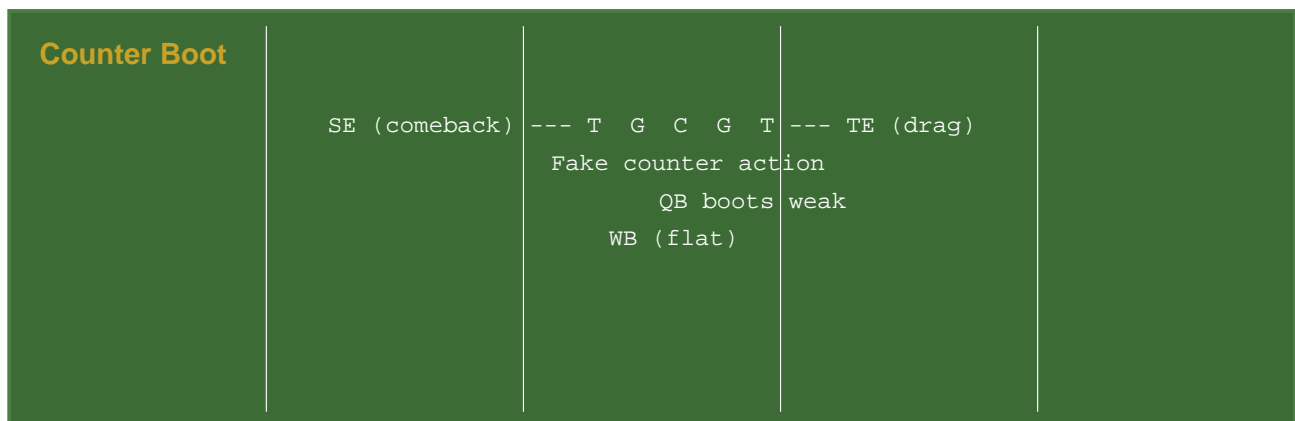 Counter Boot
SE (comeback) --- T G C G T --- TE (drag)
Fake counter action
QB boots weak
WB (flat)